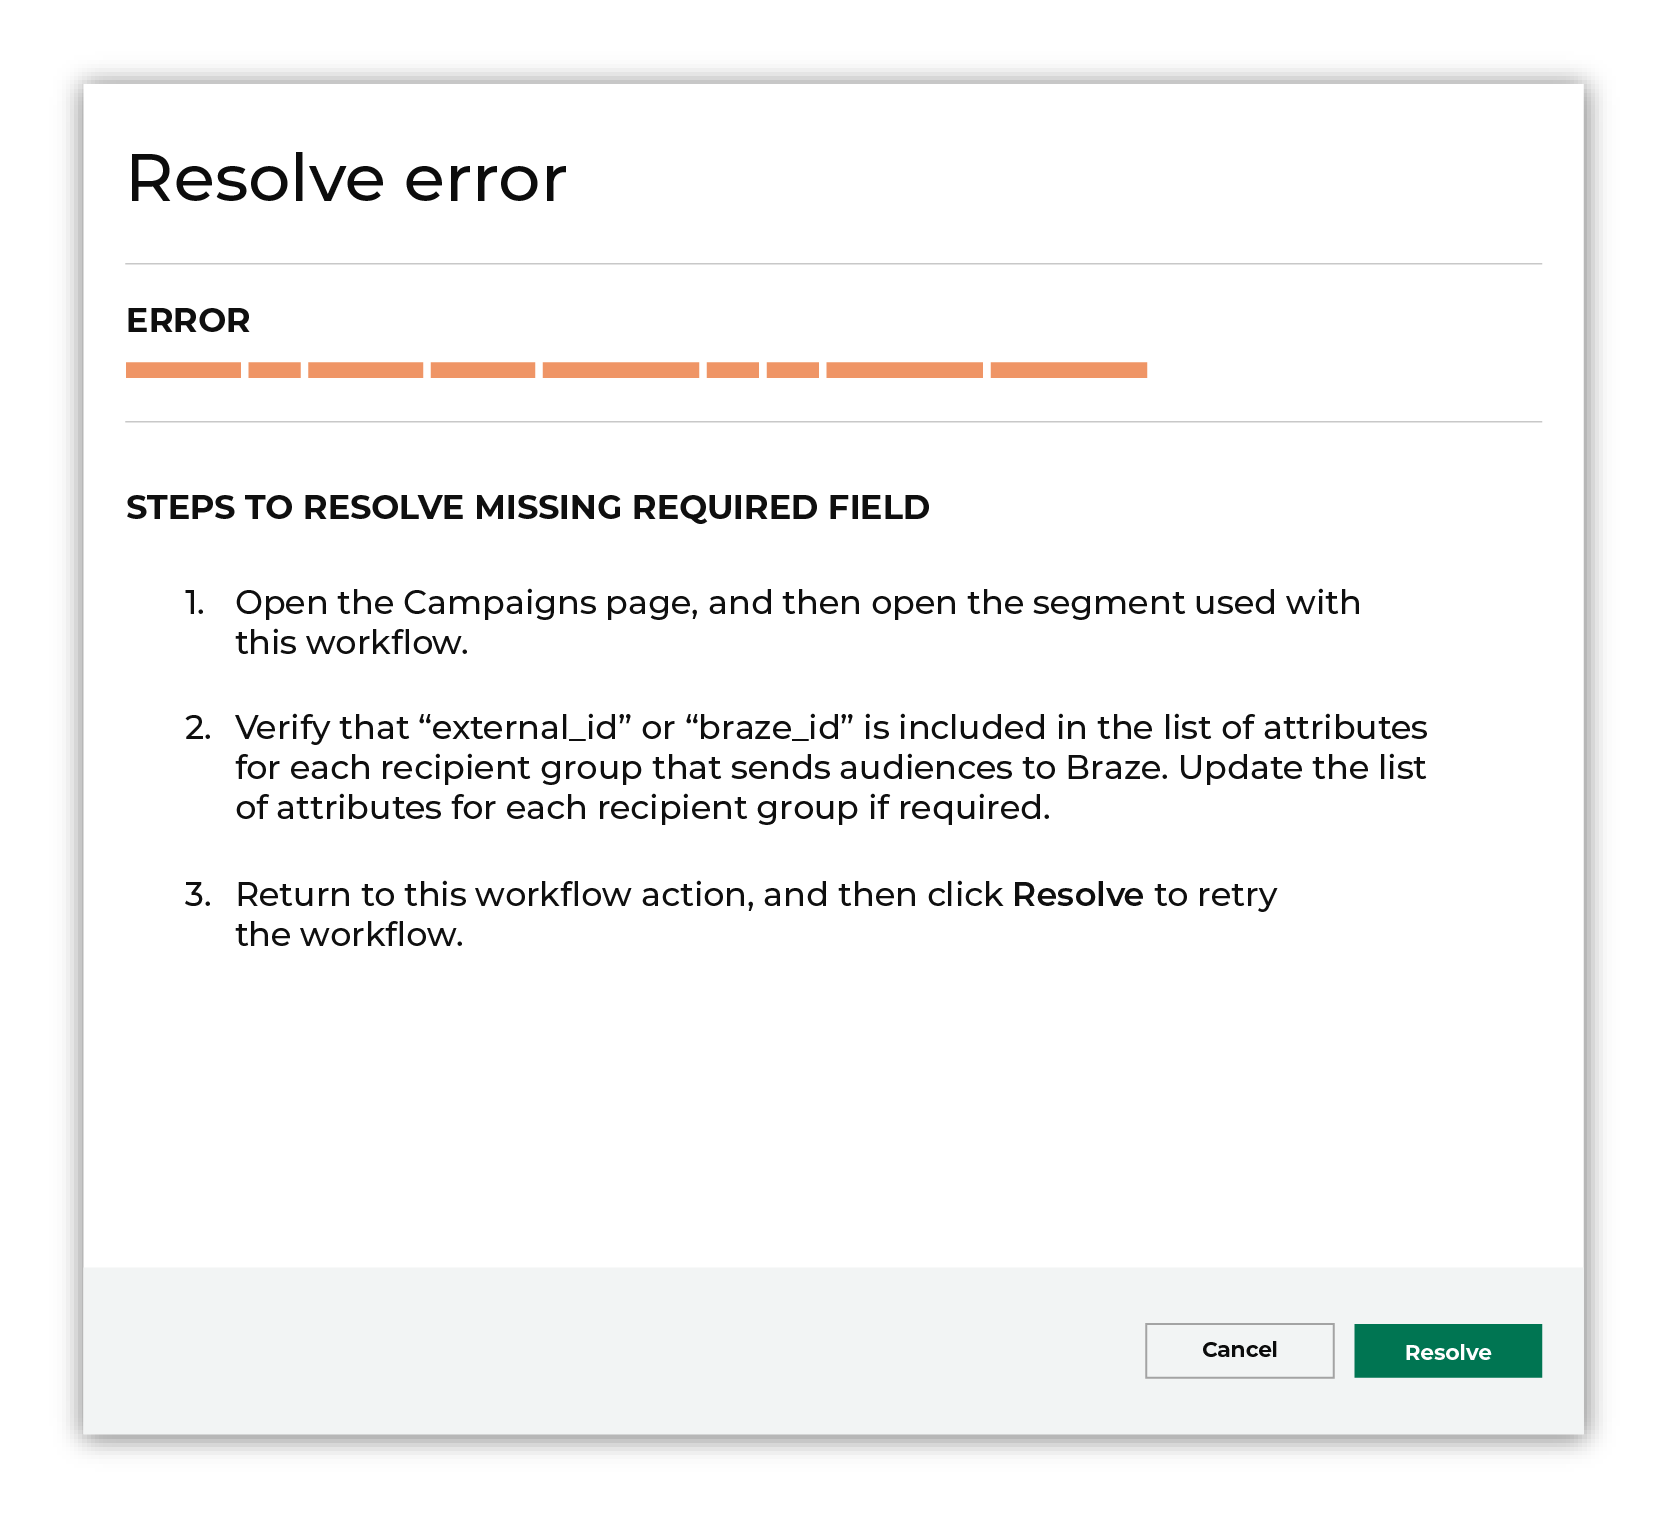 Resolve error
ERROR
STEPS TO RESOLVE MISSING REQUIRED FIELD
1. Open the Campaigns page, and then open the segment used with
this workflow.
2. Verify that “external_id” or “braze_id” is included in the list of attributes
for each recipient group that sends audiences to Braze. Update the list
of attributes for each recipient group if required.
3. Return to this workflow action, and then click Resolve to retry
the workflow.
Cancel
Resolve